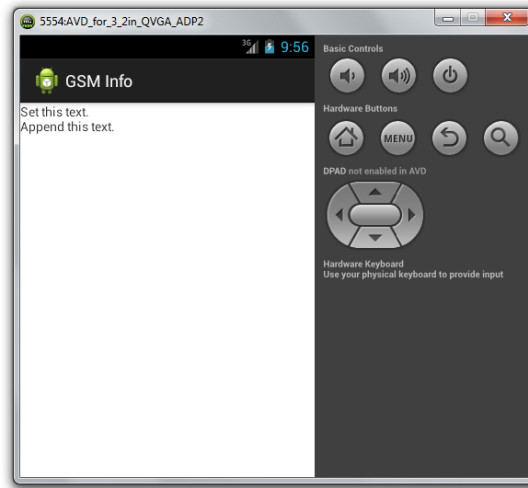 5554:AVD_for_3_2in_QVGA_ADP2
3G 9:56
GSM Info
Set this text.
Append this text.
Basic Controls
Hardware Buttons
MENU
DPAD not enabled in AVD
Hardware Keyboard
Use your physical keyboard to provide input